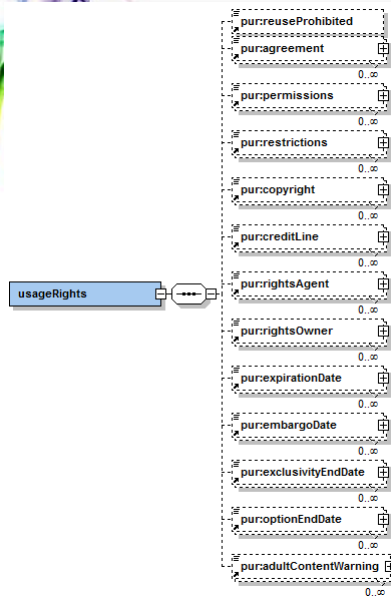 pur:reuseProhibited
pur:agreement
0..∞
pur:permissions
0..∞
pur:restrictions
0..∞
pur:copyright
0..∞
pur:creditLine
0..∞
usageRights
pur:rightsAgent
0..∞
pur:rightsOwner
0..∞
pur:expirationDate
0..∞
pur:embargoDate
0..∞
pur:exclusivityEndDate
0..∞
pur:optionEndDate
0..∞
pur:adultContentWarning
0..∞